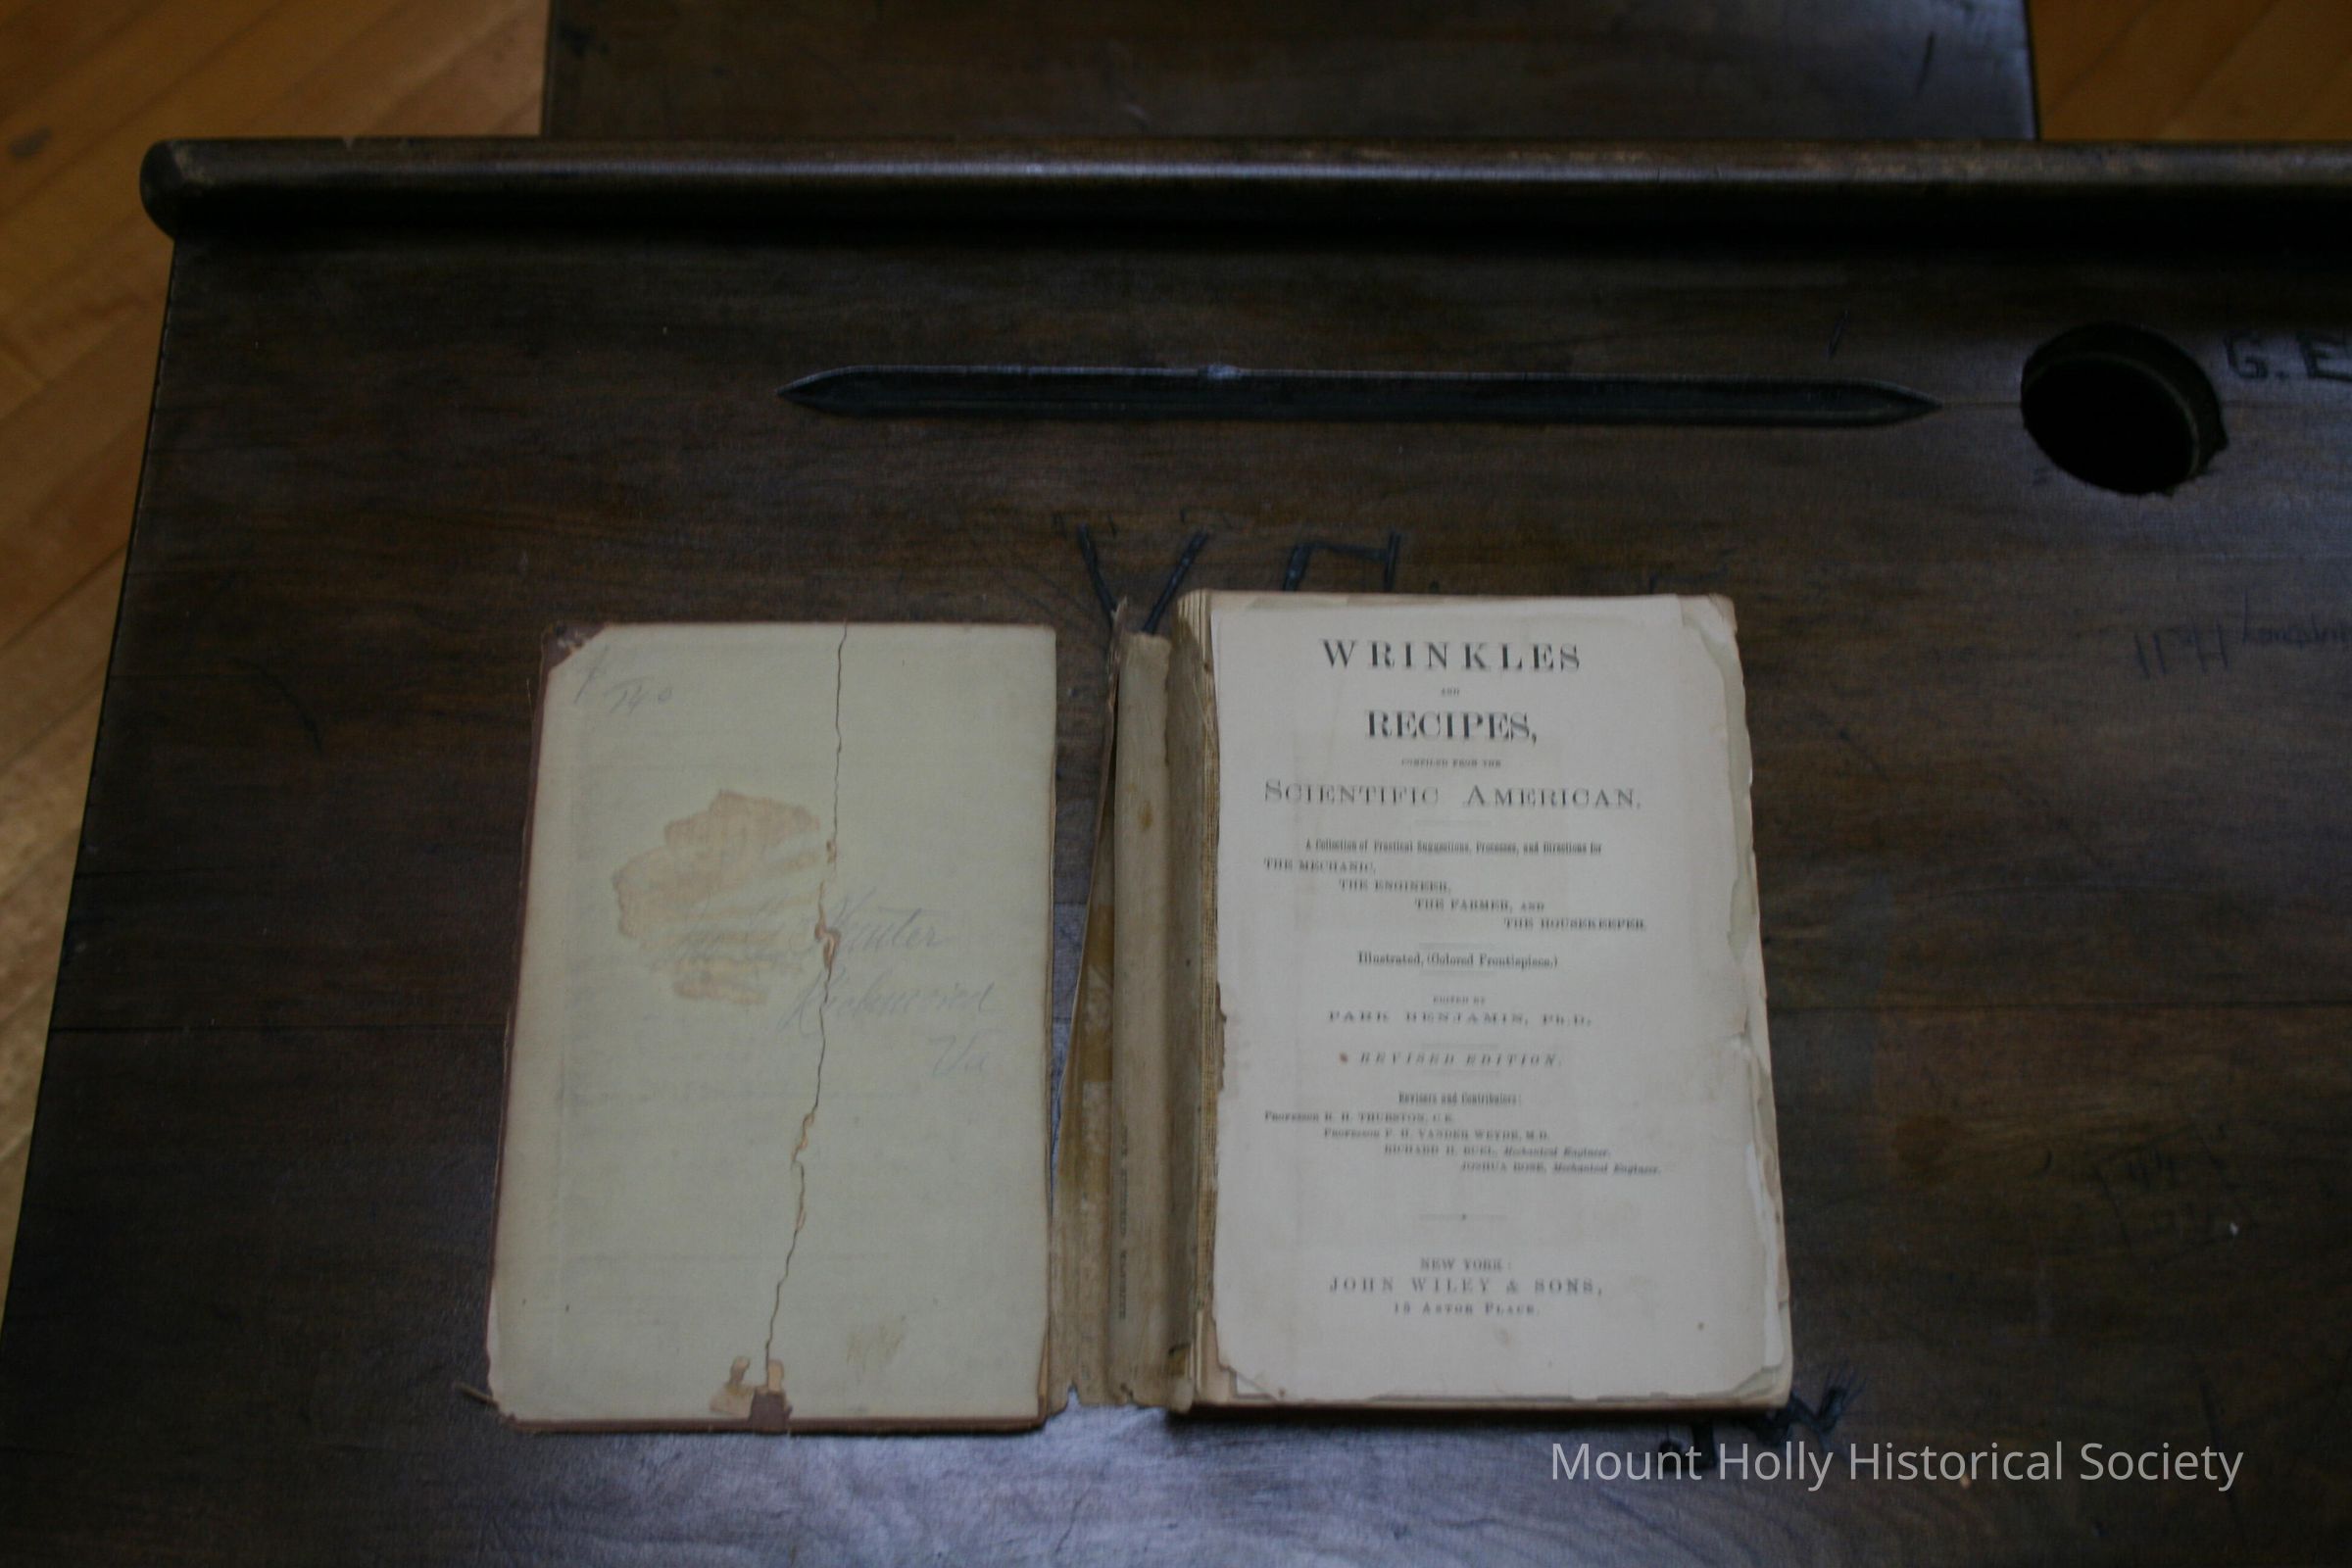 G.E
Hunter
Richmond
Va
WRINKLES
AND
RECIPES,
COMPILED FROM THE
SCIENTIFIC AMERICAN.
A Collection of Practical Suggestions, Processes, and Directions for
THE MECHANIC,
THE ENGINEER,
THE FARMER, AND
THE HOUSEKEEPER.
Illustrated, (Colored Frontispiece.)
EDITED BY
PARK BENJAMIN, Ph.D.
REVISED EDITION.
Revisers and Contributors:
PROFESSOR R. H. THURSTON, C.E.
PROFESSOR P. H. VANDER WEYDE, M.D.
RICHARD H. BUEL, Mechanical Engineer.
JOSHUA ROSE, Mechanical Engineer.
NEW YORK:
JOHN WILEY & SONS,
15 ASTOR PLACE.
Mount Holly Historical Society